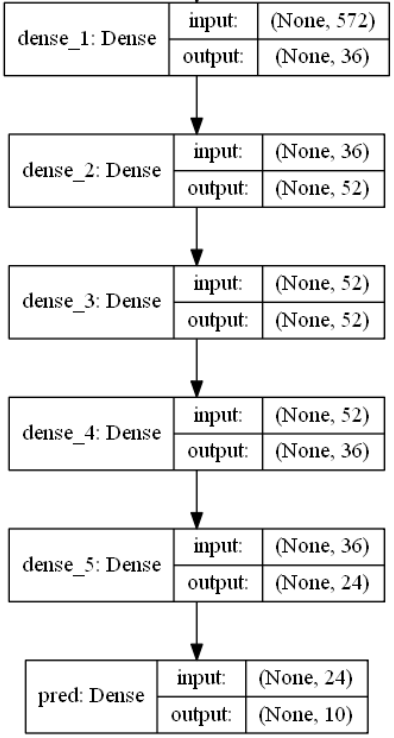 dense_1: Dense
input: (None, 572)
output: (None, 36)
dense_2: Dense
input: (None, 36)
output: (None, 52)
dense_3: Dense
input: (None, 52)
output: (None, 52)
dense_4: Dense
input: (None, 52)
output: (None, 36)
dense_5: Dense
input: (None, 36)
output: (None, 24)
pred: Dense
input: (None, 24)
output: (None, 10)